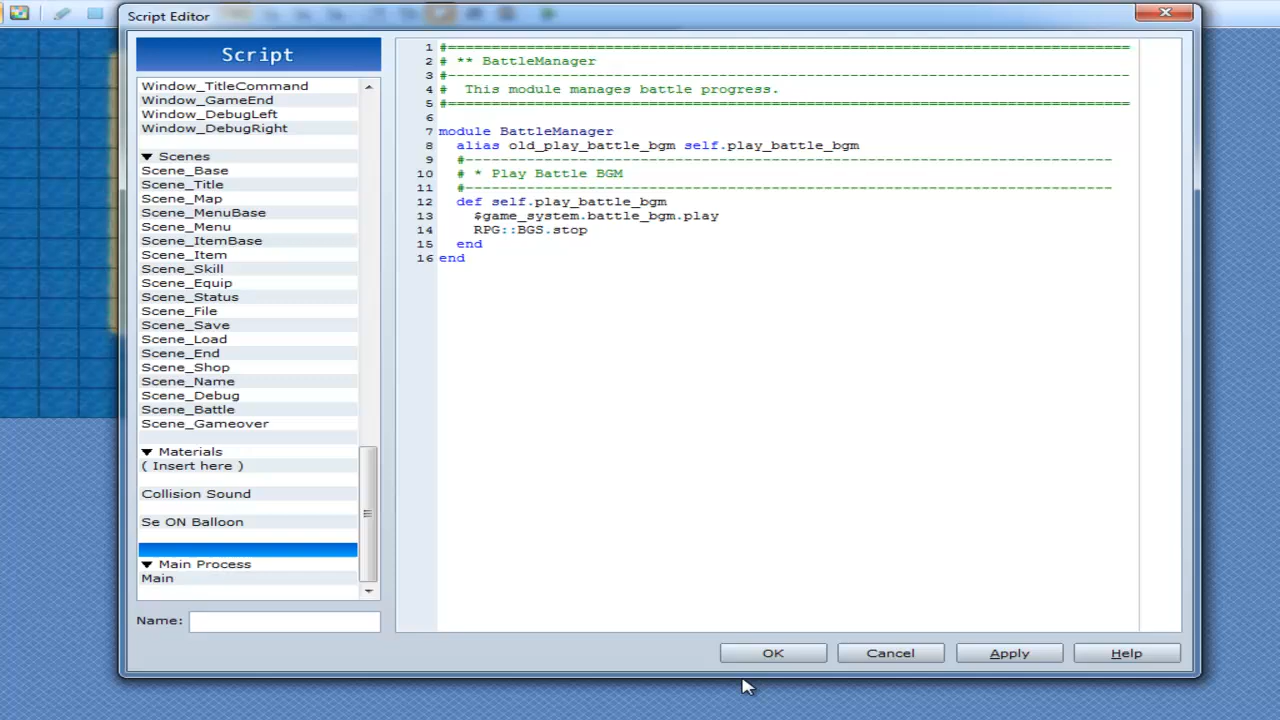 Script Editor
Script
Window_TitleCommand
Window_GameEnd
Window_DebugLeft
Window_DebugRight
▼ Scenes
Scene_Base
Scene_Title
Scene_Map
Scene_MenuBase
Scene_Menu
Scene_ItemBase
Scene_Item
Scene_Skill
Scene_Equip
Scene_Status
Scene_File
Scene_Save
Scene_Load
Scene_End
Scene_Shop
Scene_Name
Scene_Debug
Scene_Battle
Scene_Gameover
▼ Materials
( Insert here )
Collision Sound
Se ON Balloon
▼ Main Process
Main
Name:
1 #==============================================================================
2 # ** BattleManager
3 #------------------------------------------------------------------------------
4 #  This module manages battle progress.
5 #==============================================================================
6
7 module BattleManager
8   alias old_play_battle_bgm self.play_battle_bgm
9   #--------------------------------------------------------------------------
10   # * Play Battle BGM
11   #--------------------------------------------------------------------------
12   def self.play_battle_bgm
13     $game_system.battle_bgm.play
14     RPG::BGS.stop
15   end
16 end
OK
Cancel
Apply
Help